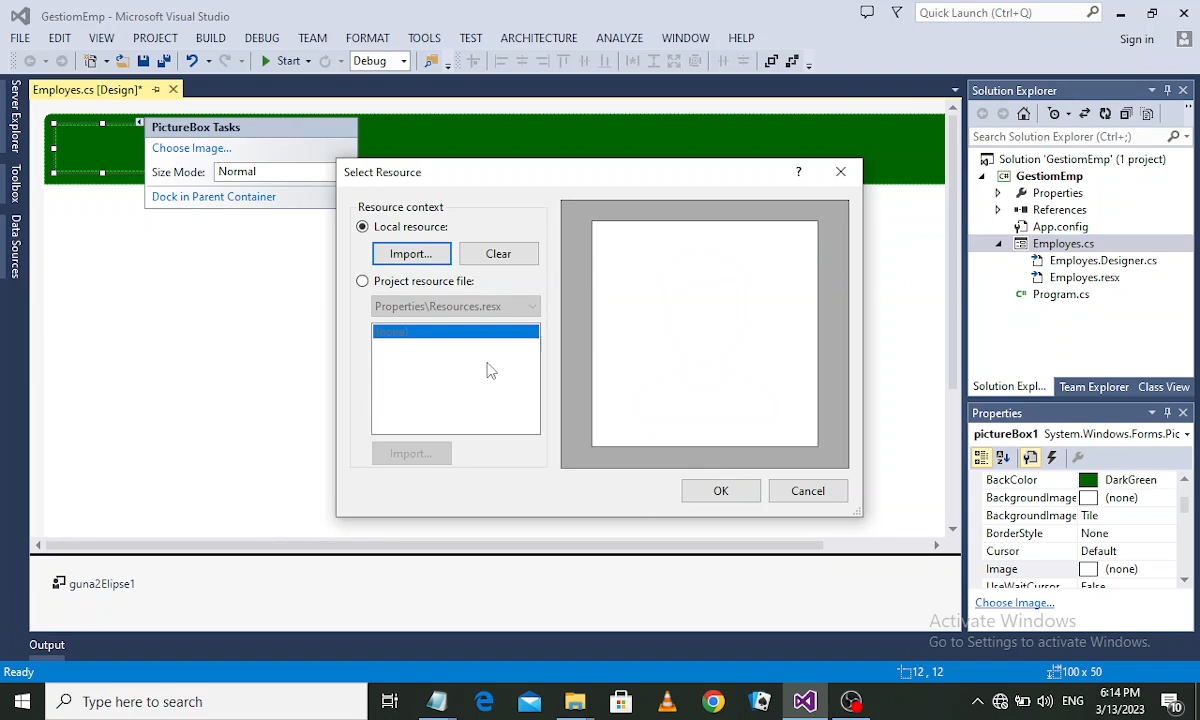 GestiomEmp - Microsoft Visual Studio
Quick Launch (Ctrl+Q)
FILE EDIT VIEW PROJECT BUILD DEBUG TEAM FORMAT TOOLS TEST ARCHITECTURE ANALYZE WINDOW HELP
Sign in
Start Debug
Server Explorer
Toolbox
Data Sources
Employes.cs [Design]*
PictureBox Tasks
Choose Image...
Size Mode: Normal
Dock in Parent Container
Select Resource
?
Resource context
Local resource:
Import... Clear
Project resource file:
Properties\Resources.resx
(none)
Import...
OK Cancel
Solution Explorer
Search Solution Explorer (Ctrl+;)
Solution 'GestiomEmp' (1 project)
C# GestiomEmp
Properties
References
App.config
Employes.cs
Employes.Designer.cs
Employes.resx
C# Program.cs
Solution Expl... Team Explorer Class View
Properties
pictureBox1 System.Windows.Forms.Pic
BackColor DarkGreen
BackgroundImage (none)
BackgroundImage Tile
BorderStyle None
Cursor Default
Image (none)
UseWaitCursor False
Choose Image...
guna2Elipse1
Activate Windows
Go to Settings to activate Windows.
Output
Ready 12 , 12 100 x 50
Type here to search
ENG
6:14 PM
3/13/2023
10